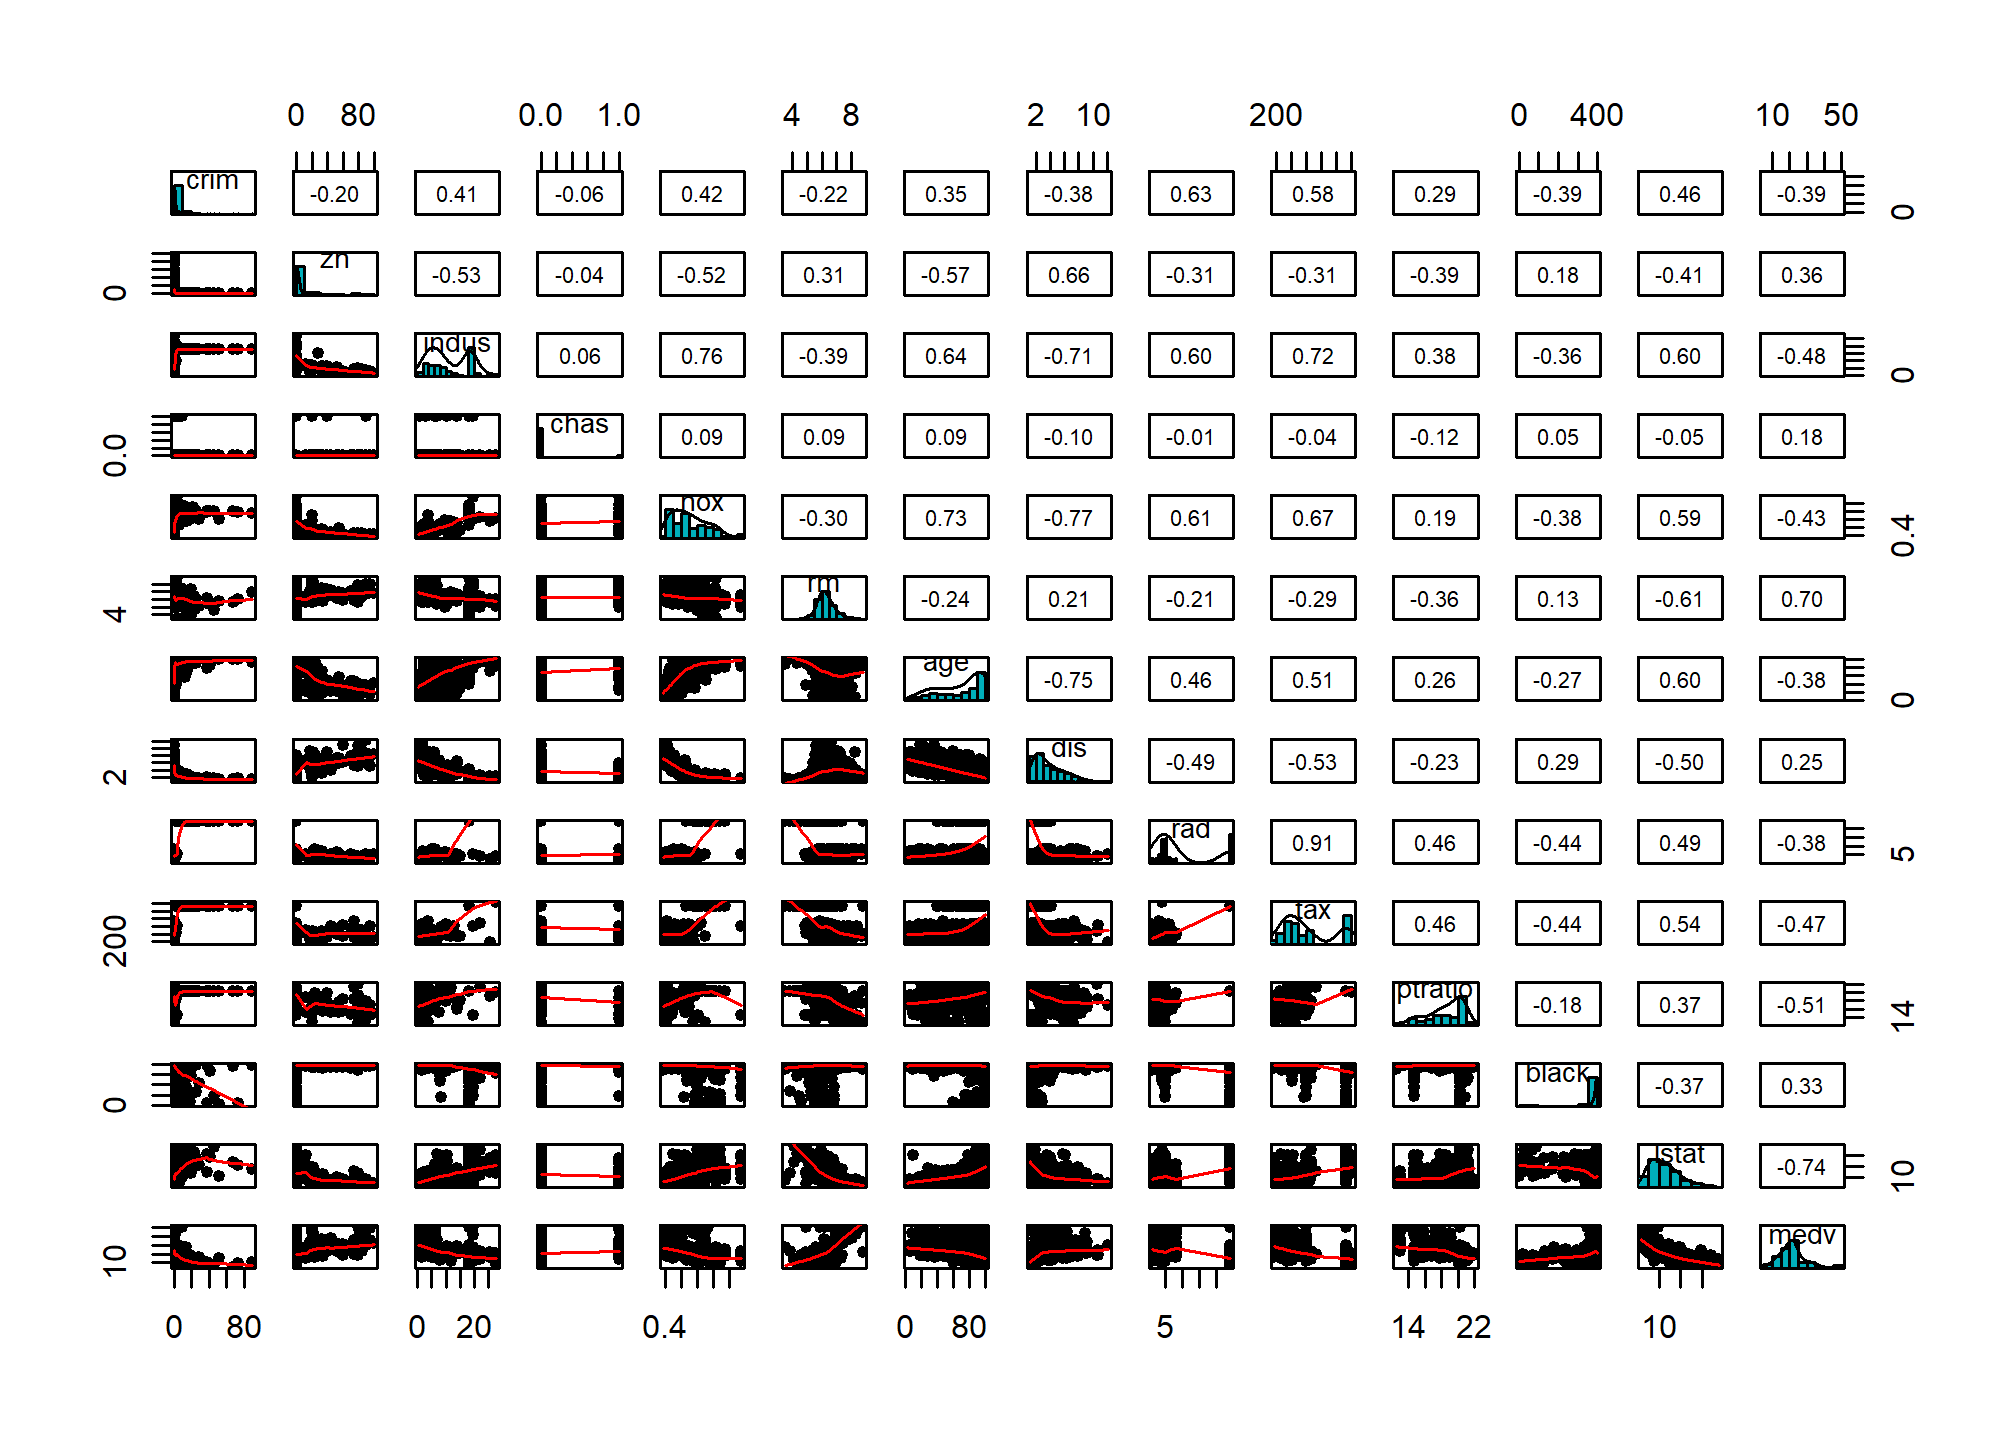 0 80 0.0 1.0 4 8 2 10 200 0 400 10 50
crim -0.20 0.41 -0.06 0.42 -0.22 0.35 -0.38 0.63 0.58 0.29 -0.39 0.46 -0.39 0
0 zn -0.53 -0.04 -0.52 0.31 -0.57 0.66 -0.31 -0.31 -0.39 0.18 -0.41 0.36
indus 0.06 0.76 -0.39 0.64 -0.71 0.60 0.72 0.38 -0.36 0.60 -0.48 0
0.0 chas 0.09 0.09 0.09 -0.10 -0.01 -0.04 -0.12 0.05 -0.05 0.18
nox -0.30 0.73 -0.77 0.61 0.67 0.19 -0.38 0.59 -0.43 0.4
4 rm -0.24 0.21 -0.21 -0.29 -0.36 0.13 -0.61 0.70
age -0.75 0.46 0.51 0.26 -0.27 0.60 -0.38 0
2 dis -0.49 -0.53 -0.23 0.29 -0.50 0.25
rad 0.91 0.46 -0.44 0.49 -0.38 5
200 tax 0.46 -0.44 0.54 -0.47
ptratio -0.18 0.37 -0.51 14
0 black -0.37 0.33
lstat -0.74 10
10 medv
0 80 0 20 0.4 0 80 5 14 22 10